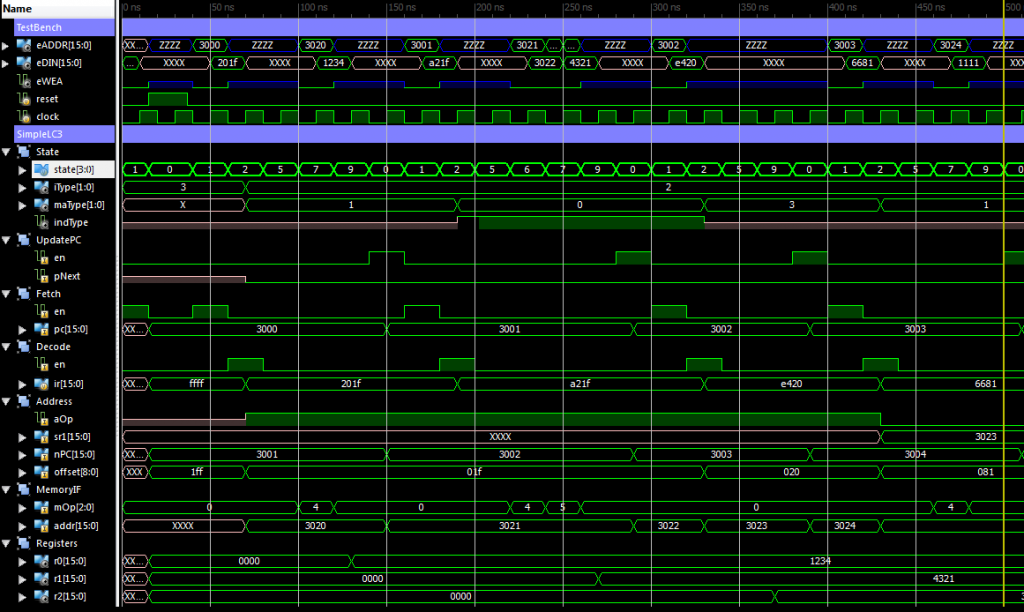 Name 0 ns 50 ns 100 ns 150 ns 200 ns 250 ns 300 ns 350 ns 400 ns 450 ns 500
TestBench
eADDR[15:0] XX... ZZZZ 3000 ZZZZ 3020 ZZZZ 3001 ZZZZ 3021 ... ... ZZZZ 3002 ZZZZ 3003 ZZZZ 3024 ZZZZ
eDIN[15:0] ... XXXX 201f XXXX 1234 XXXX a21f XXXX 3022 4321 XXXX e420 XXXX 6681 XXXX 1111 XXX
eWEA
reset
clock
SimpleLC3
State
state[3:0] 1 0 1 2 5 7 9 0 1 2 5 6 7 9 0 1 2 5 9 0 1 2 5 7 9 0
iType[1:0] 3 2
maType[1:0] X 1 0 3 1
indType
UpdatePC
en
pNext
Fetch
en
pc[15:0] XX... 3000 3001 3002 3003
Decode
en
ir[15:0] XX... ffff 201f a21f e420 6681
Address
aOp
sr1[15:0] XXXX 3023
nPC[15:0] XX... 3001 3002 3003 3004
offset[8:0] XXX 1ff 01f 020 081
MemoryIF
mOp[2:0] 0 4 0 4 5 0 4
addr[15:0] XXXX 3020 3021 3022 3023 3024
Registers
r0[15:0] XX... 0000 1234
r1[15:0] XX... 0000 4321
r2[15:0] XX... 0000